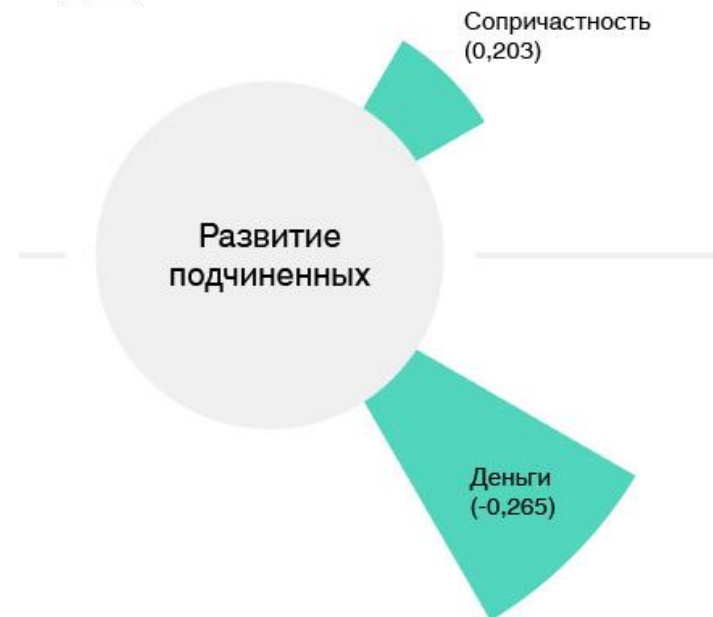 Сопричастность
(0,203)
Развитие
подчиненных
Деньги
(-0,265)